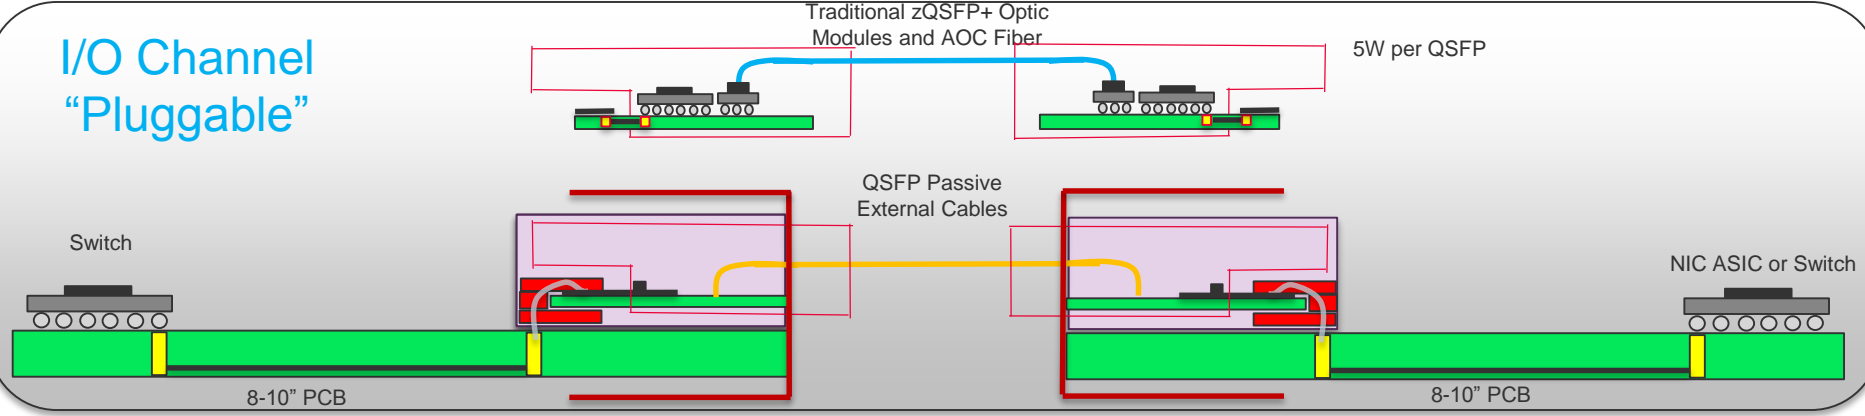 I/O Channel
“Pluggable”
Traditional zQSFP+ Optic
Modules and AOC Fiber
5W per QSFP
QSFP Passive
External Cables
Switch
NIC ASIC or Switch
8-10” PCB
8-10” PCB